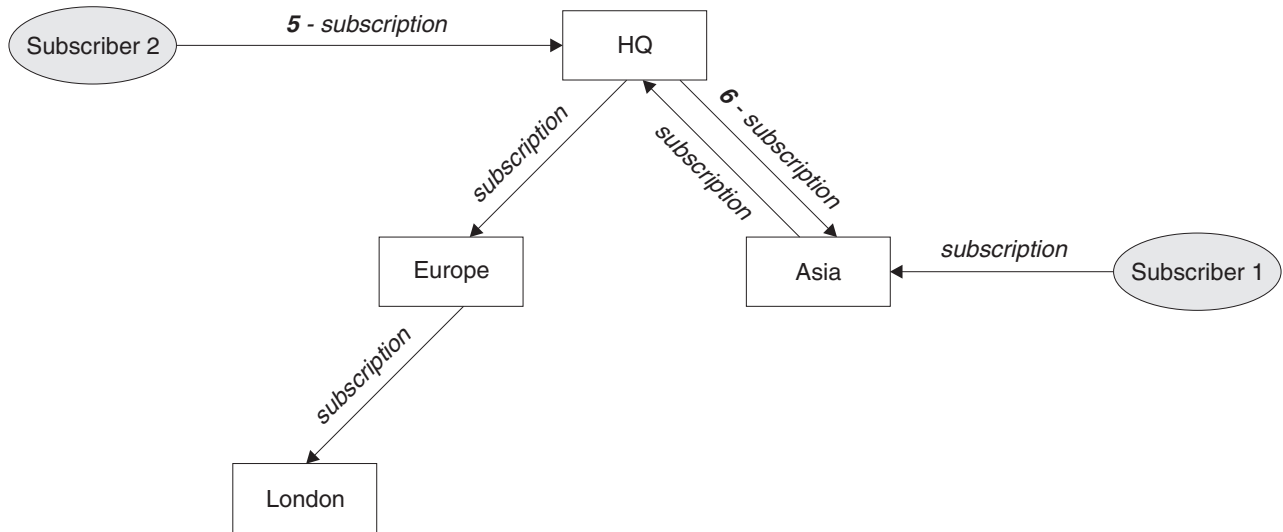 5 - subscription
Subscriber 2
HQ
6 - subscription
subscription
subscription
Europe
Asia
subscription
Subscriber 1
subscription
London